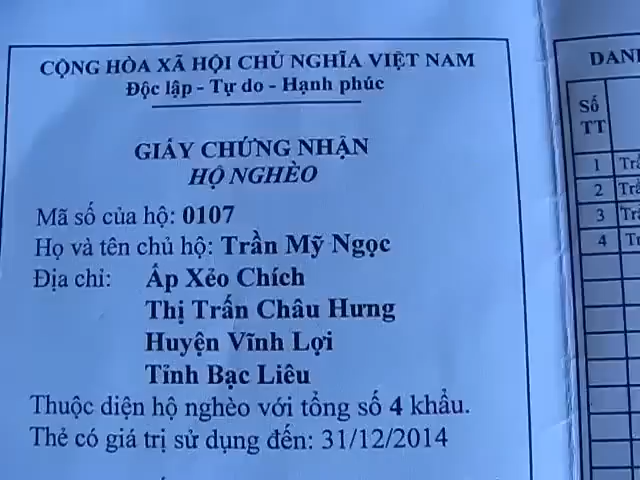 CỘNG HÒA XÃ HỘI CHỦ NGHĨA VIỆT NAM
Độc lập - Tự do - Hạnh phúc
GIẤY CHỨNG NHẬN
HỘ NGHÈO
Mã số của hộ: 0107
Họ và tên chủ hộ: Trần Mỹ Ngọc
Địa chỉ: Ấp Xẻo Chích
Thị Trấn Châu Hưng
Huyện Vĩnh Lợi
Tỉnh Bạc Liêu
Thuộc diện hộ nghèo với tổng số 4 khẩu.
Thẻ có giá trị sử dụng đến: 31/12/2014
Số
TT
1
2
3
4